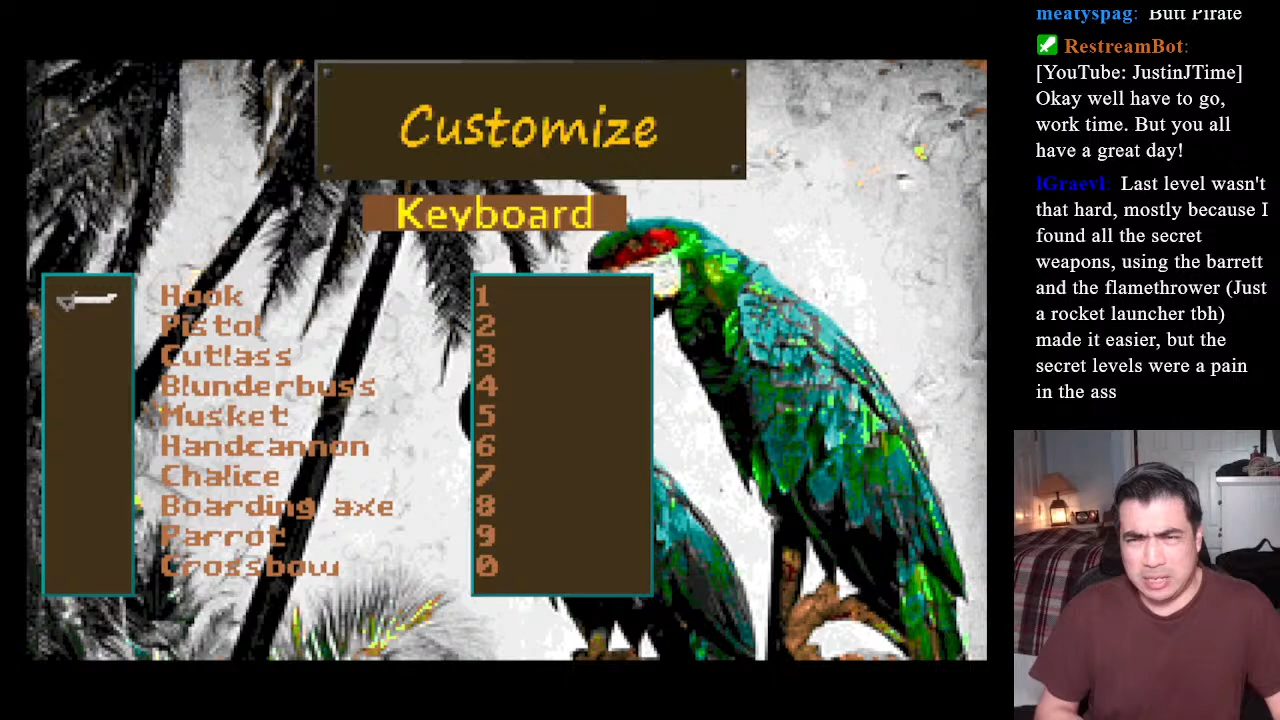 Customize
Keyboard
Hook 1
Pistol 2
Cutlass 3
Blunderbuss 4
Musket 5
Handcannon 6
Chalice 7
Boarding axe 8
Parrot 9
Crossbow 0
meatyspag: Butt Pirate
RestreamBot:
[YouTube: JustinJTime]
Okay well have to go,
work time. But you all
have a great day!
lGraevl: Last level wasn't
that hard, mostly because I
found all the secret
weapons, using the barrett
and the flamethrower (Just
a rocket launcher tbh)
made it easier, but the
secret levels were a pain
in the ass